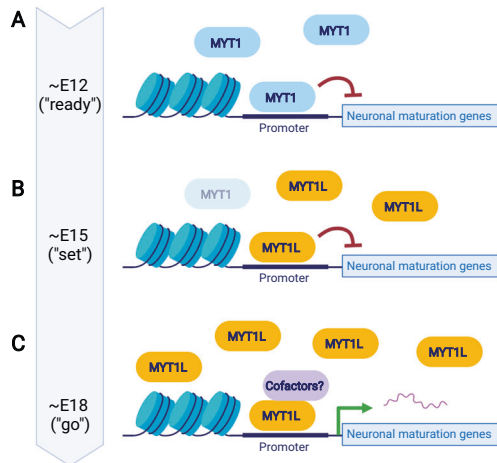 A
MYT1
MYT1
~E12
("ready")
MYT1
Neuronal maturation genes
Promoter
B
MYT1
MYT1L
MYT1L
~E15
("set")
MYT1L
Neuronal maturation genes
Promoter
C
MYT1L
MYT1L
MYT1L
MYT1L
Cofactors?
~E18
("go")
MYT1L
Neuronal maturation genes
Promoter